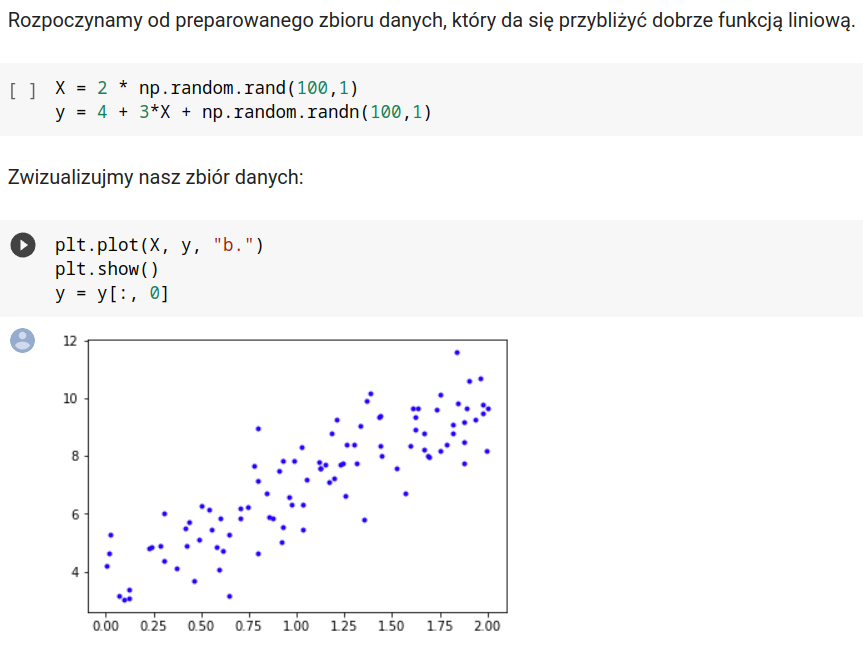 Rozpoczynamy od preparowanego zbioru danych, który da się przybliżyć dobrze funkcją liniową.
[ ] X = 2 * np.random.rand(100,1)
y = 4 + 3*X + np.random.randn(100,1)
Zwizualizujmy nasz zbiór danych:
plt.plot(X, y, "b.")
plt.show()
y = y[:, 0]
12
10
8
6
4
0.00 0.25 0.50 0.75 1.00 1.25 1.50 1.75 2.00